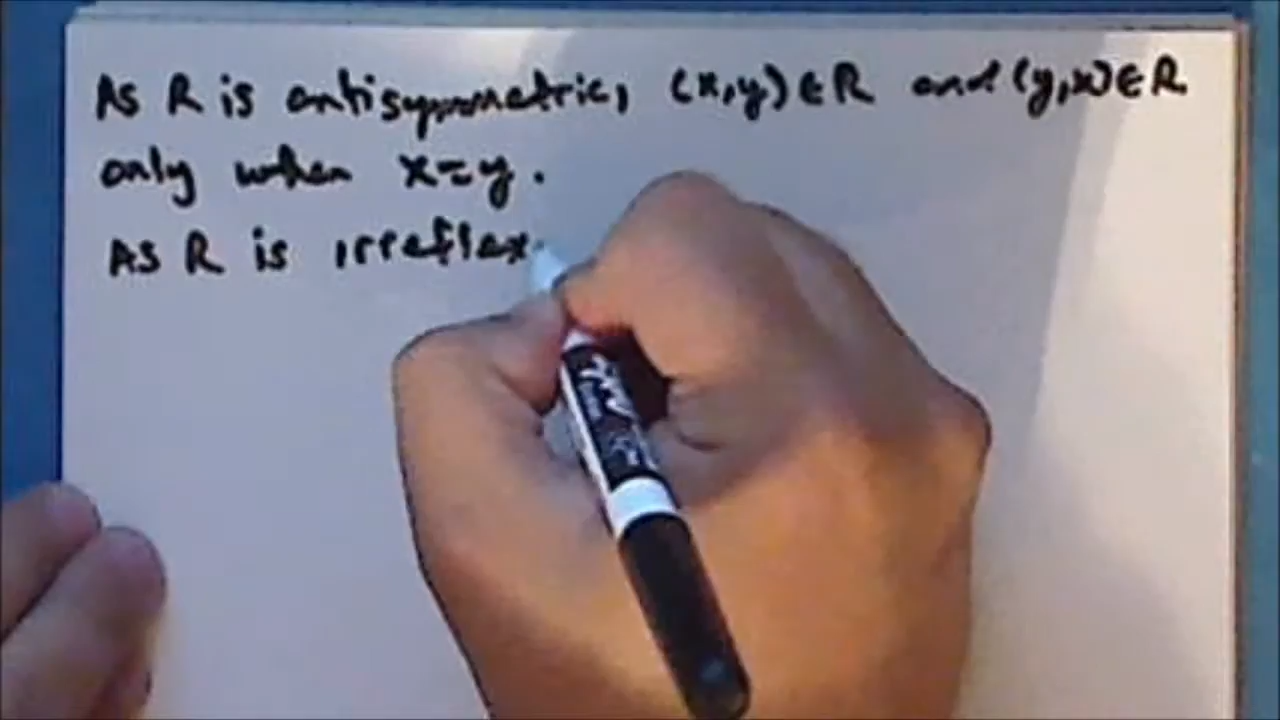 As R is antisymmetric, (x,y)∈R and (y,x)∈R
only when x=y.
As R is irreflex